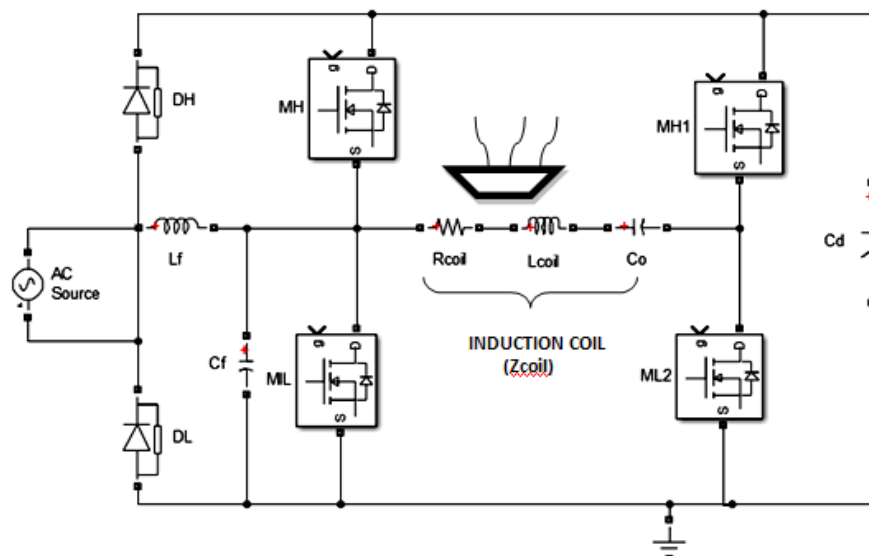 DH
g
D
MH
S
g
D
MH1
S
Lf
Rcoil
Lcoil
Co
Cd
AC
Source
INDUCTION COIL
(Zcoil)
Cf
g
D
MIL
S
g
D
ML2
S
DL